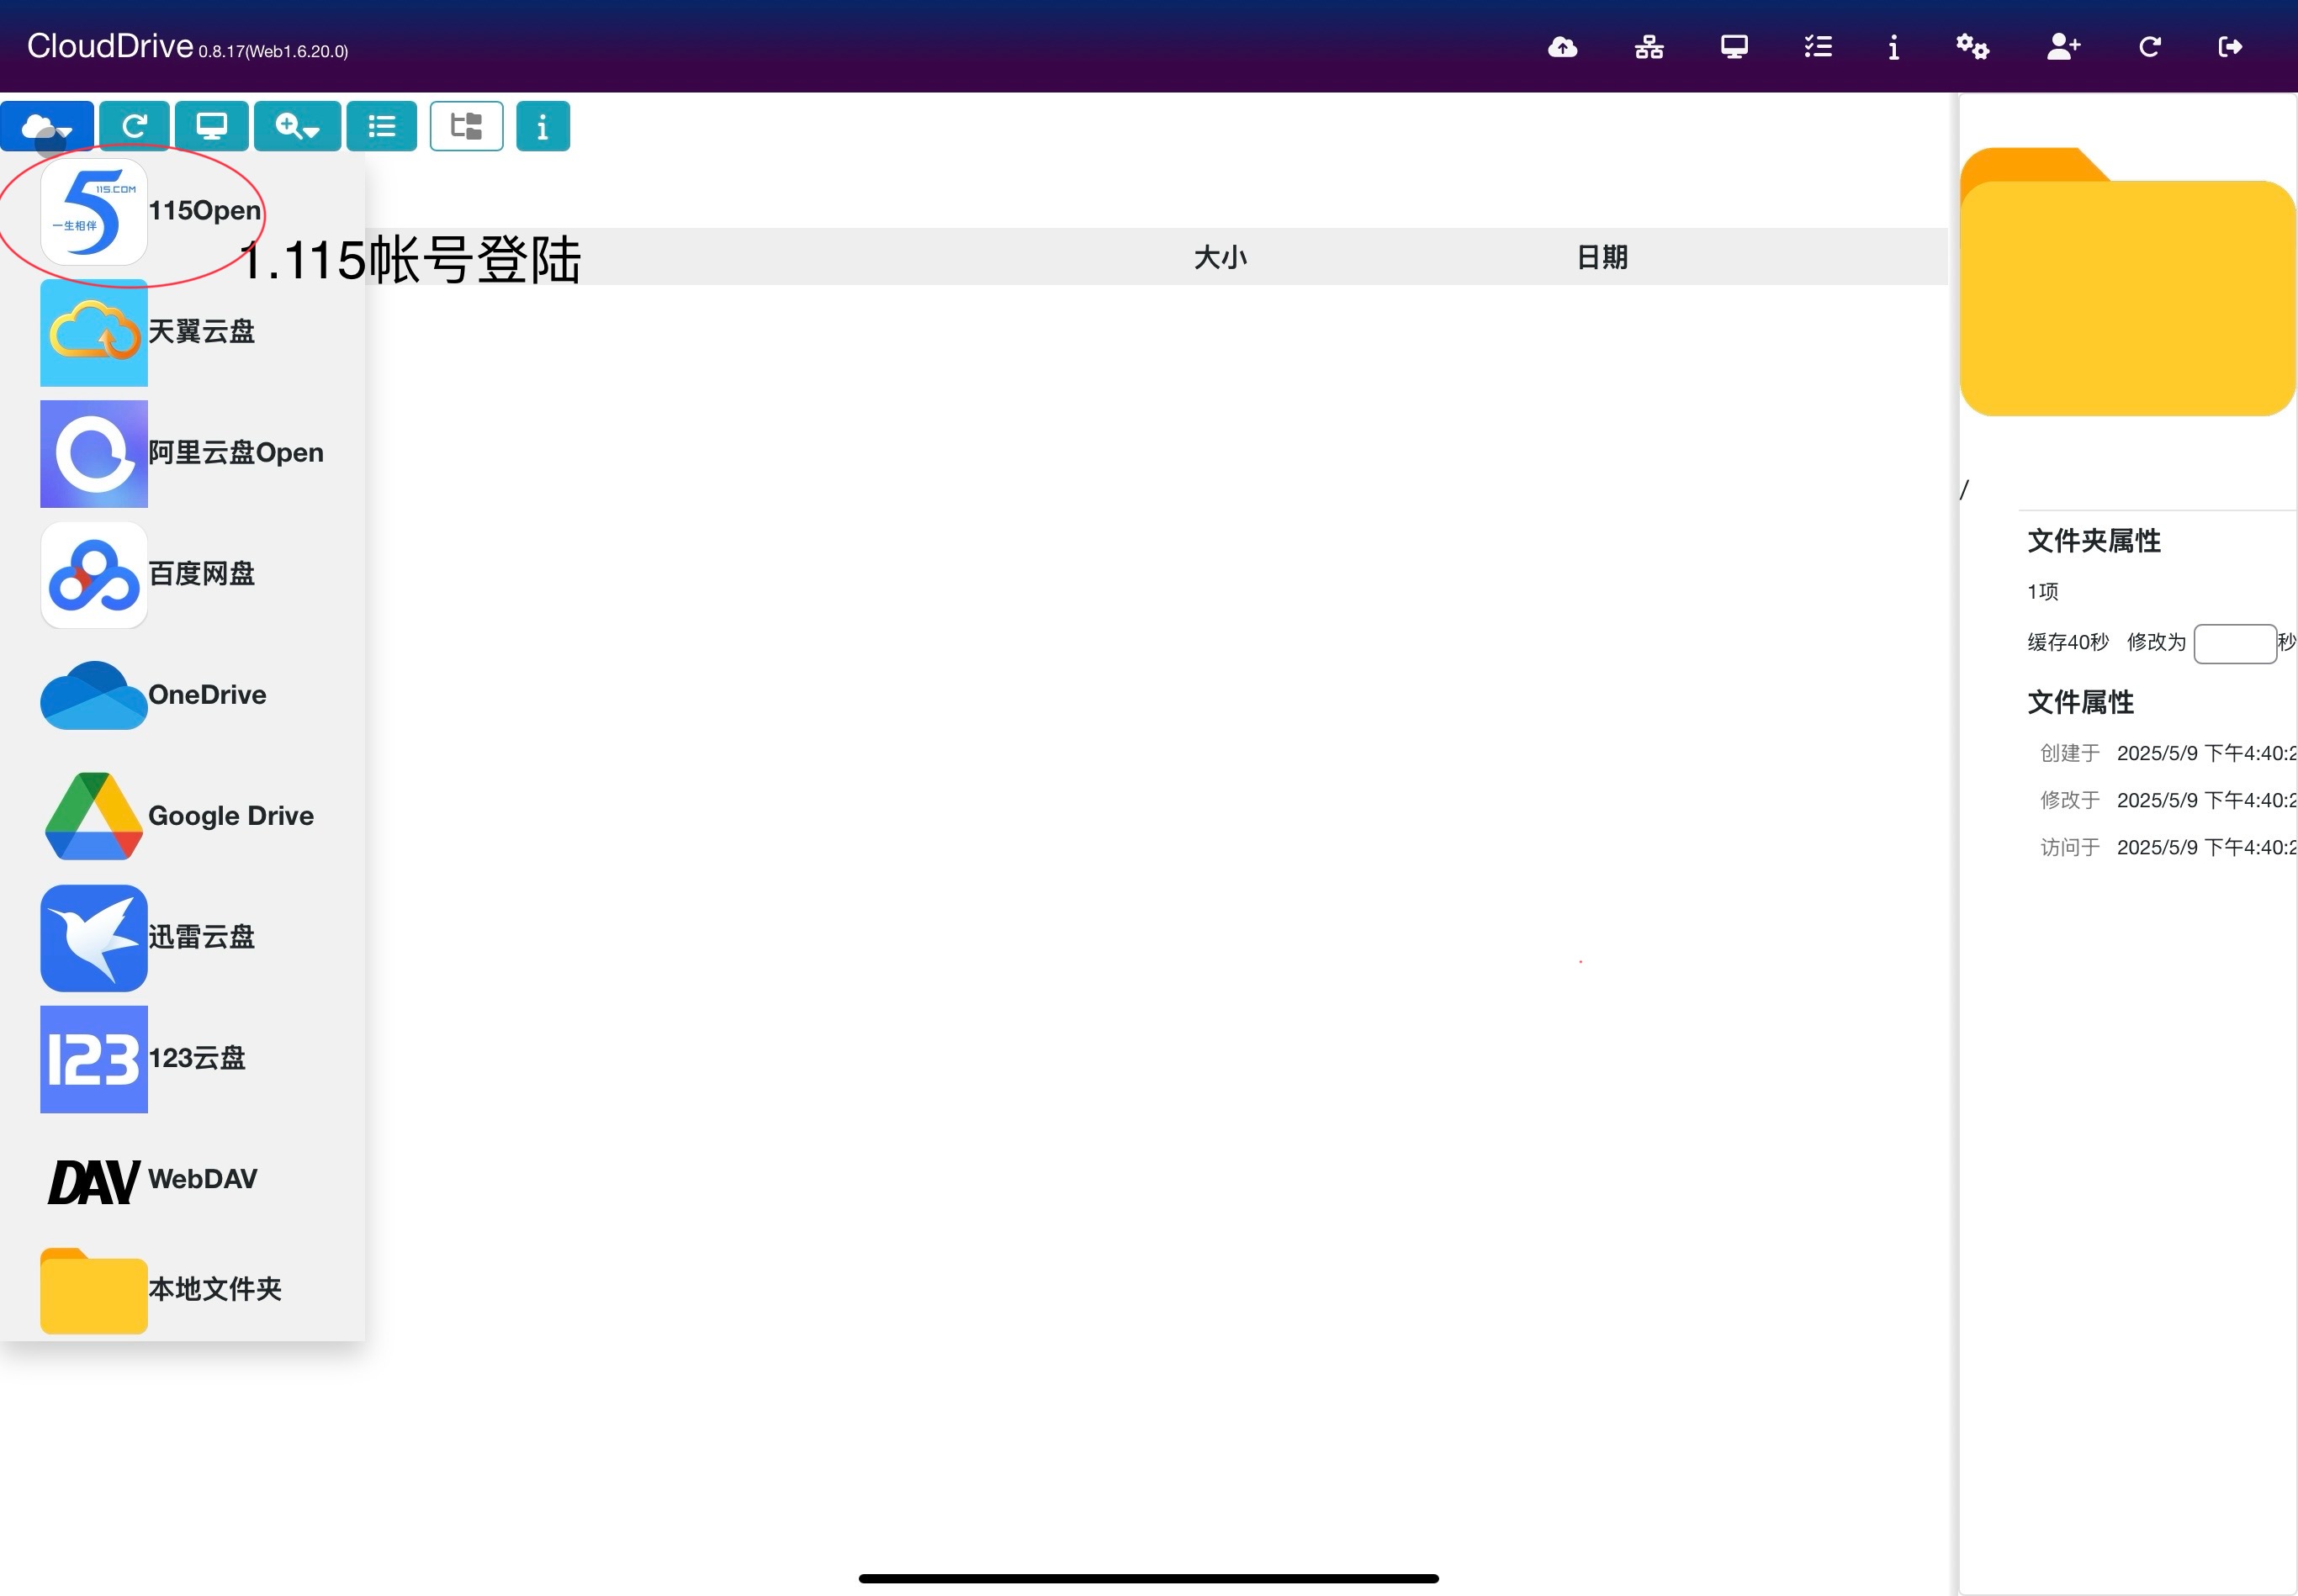 CloudDrive 0.8.17(Web1.6.20.0)
115.COM
一生相伴
115Open
1.115帐号登陆
大小
日期
天翼云盘
阿里云盘Open
百度网盘
OneDrive
Google Drive
迅雷云盘
123
123云盘
DAV
WebDAV
本地文件夹
/
文件夹属性
1项
缓存40秒 修改为 秒
文件属性
创建于 2025/5/9 下午4:40:2
修改于 2025/5/9 下午4:40:2
访问于 2025/5/9 下午4:40:2